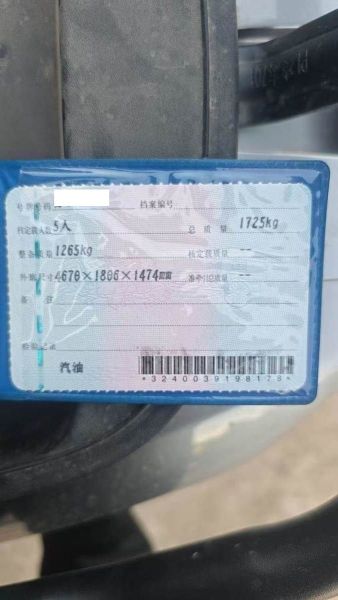 号牌号码 档案编号
核定载人数 5人 总质量 1725kg
整备质量 1265kg 核定载质量 --
外廓尺寸 4670×1806×1474mm 准牵引总质量 --
备注
检验记录
汽油
*3240039198178*